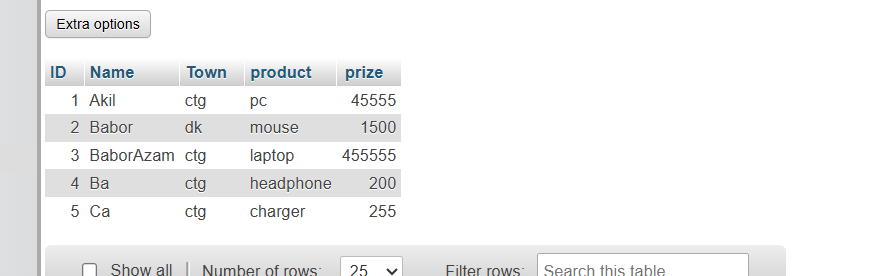 Extra options
ID Name Town product prize
1 Akil ctg pc 45555
2 Babor dk mouse 1500
3 BaborAzam ctg laptop 455555
4 Ba ctg headphone 200
5 Ca ctg charger 255
Show all | Number of rows: 25 Filter rows: Search this table